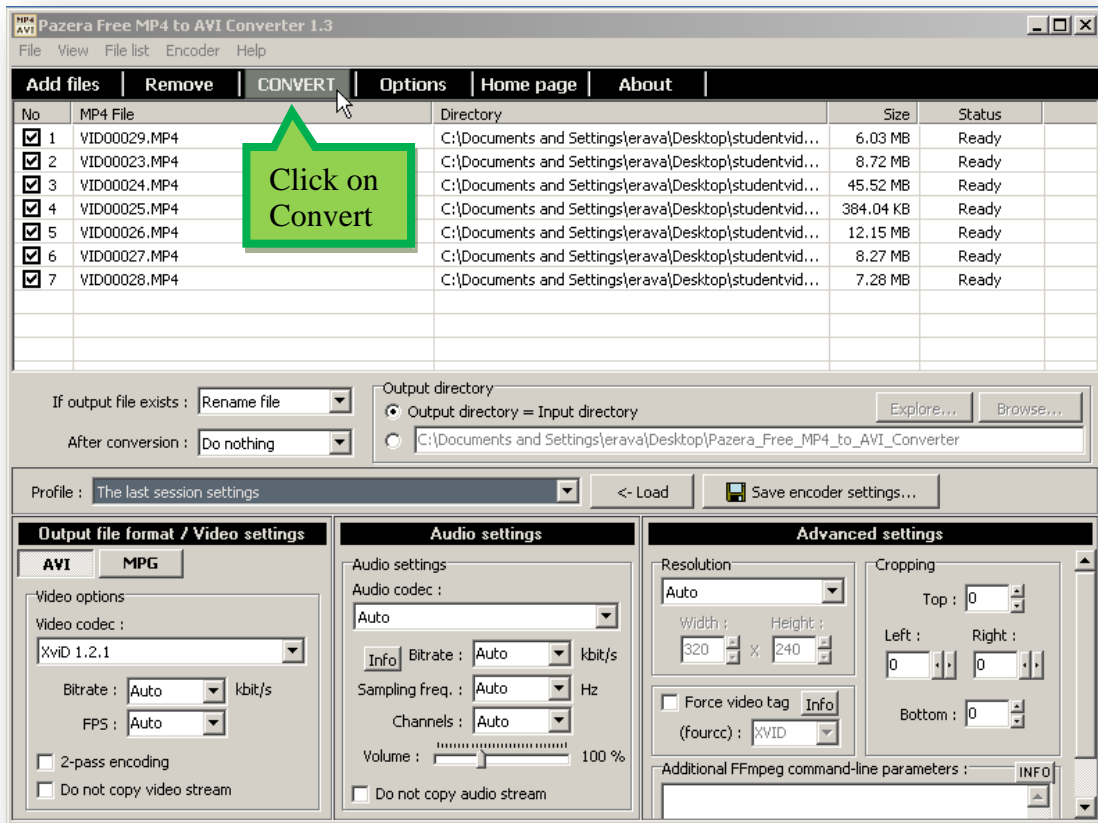 MP4 AVI Pazera Free MP4 to AVI Converter 1.3
File View File list Encoder Help
Add files Remove CONVERT Options Home page About
No MP4 File Directory Size Status
1 VID00029.MP4 C:\Documents and Settings\erava\Desktop\studentvid... 6.03 MB Ready
2 VID00023.MP4 C:\Documents and Settings\erava\Desktop\studentvid... 8.72 MB Ready
3 VID00024.MP4 C:\Documents and Settings\erava\Desktop\studentvid... 45.52 MB Ready
4 VID00025.MP4 C:\Documents and Settings\erava\Desktop\studentvid... 384.04 KB Ready
5 VID00026.MP4 C:\Documents and Settings\erava\Desktop\studentvid... 12.15 MB Ready
6 VID00027.MP4 C:\Documents and Settings\erava\Desktop\studentvid... 8.27 MB Ready
7 VID00028.MP4 C:\Documents and Settings\erava\Desktop\studentvid... 7.28 MB Ready
Click on
Convert
If output file exists : Rename file
After conversion : Do nothing
Output directory
Output directory = Input directory Explore... Browse...
C:\Documents and Settings\erava\Desktop\Pazera_Free_MP4_to_AVI_Converter
Profile : The last session settings <- Load Save encoder settings...
Output file format / Video settings
AVI MPG
Video options
Video codec :
XviD 1.2.1
Bitrate : Auto kbit/s
FPS : Auto
2-pass encoding
Do not copy video stream
Audio settings
Audio settings
Audio codec :
Auto
Info Bitrate : Auto kbit/s
Sampling freq. : Auto Hz
Channels : Auto
Volume : 100 %
Do not copy audio stream
Advanced settings
Resolution
Auto
Width : Height :
320 x 240
Force video tag Info
(fourcc) : XVID
Cropping
Top : 0
Left : Right :
0 0
Bottom : 0
Additional FFmpeg command-line parameters : INFO